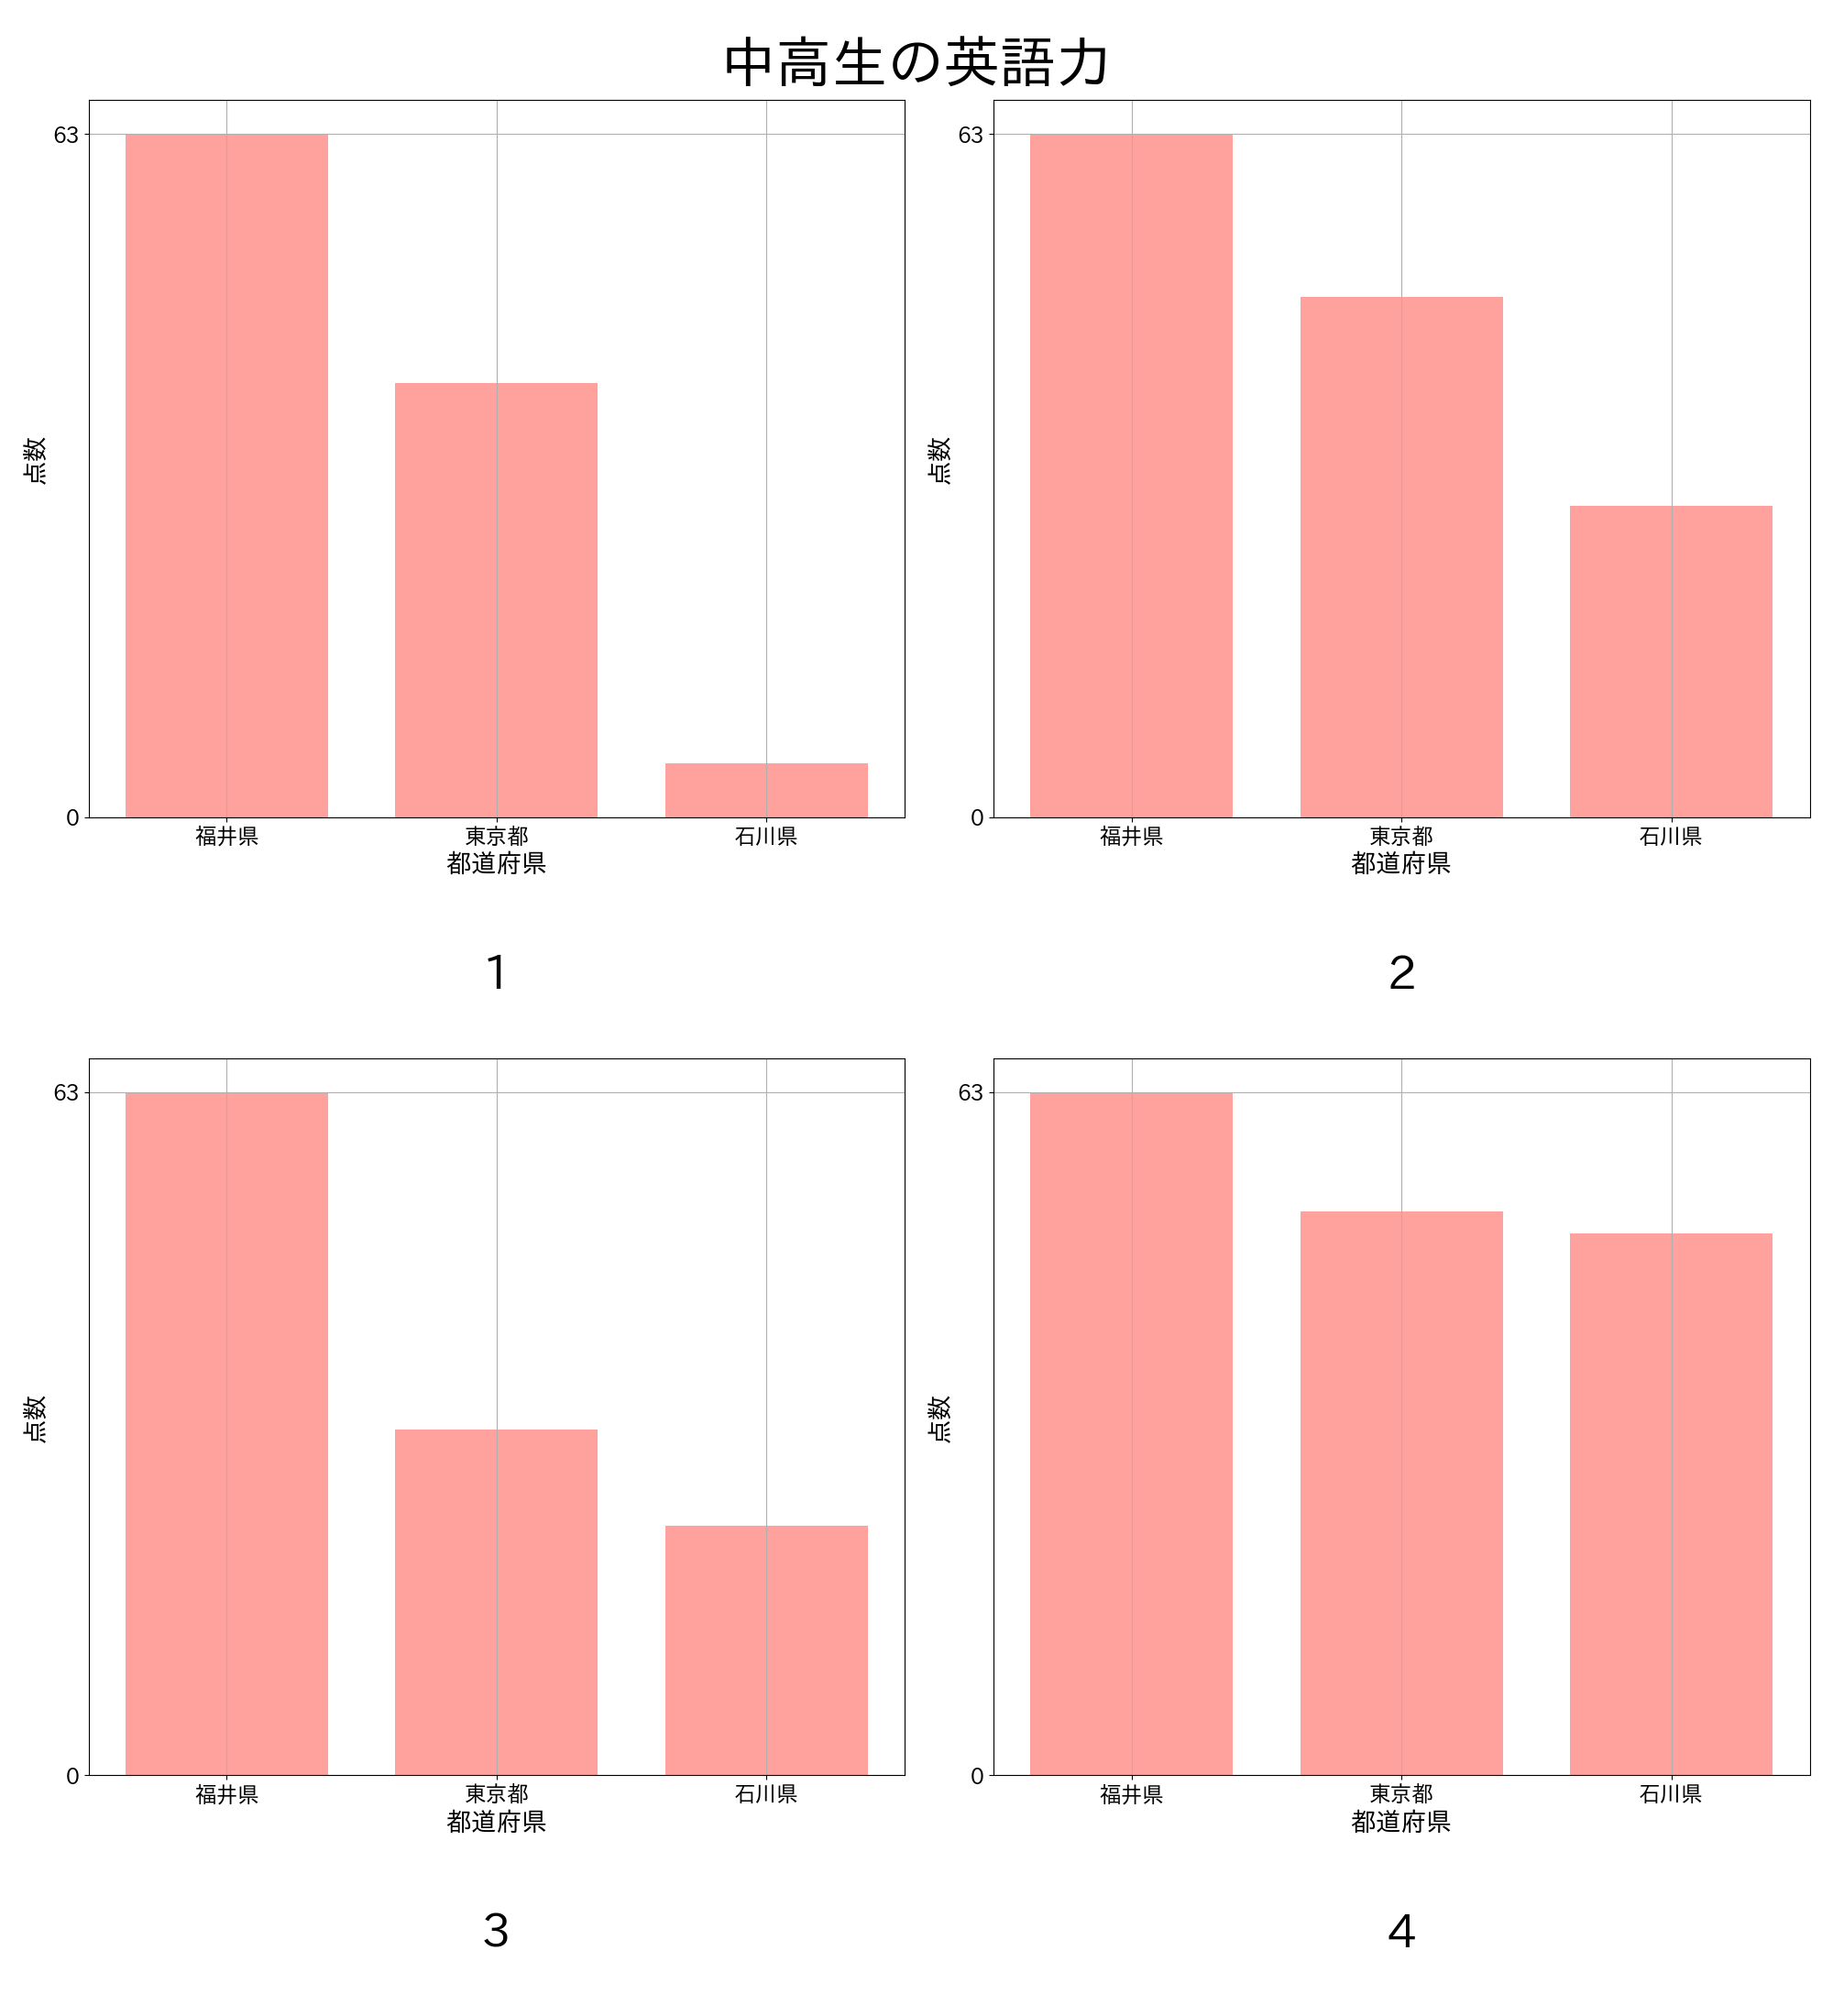 中高生の英語力
63
点数
0
福井県 東京都 石川県
都道府県
1
63
点数
0
福井県 東京都 石川県
都道府県
2
63
点数
0
福井県 東京都 石川県
都道府県
3
63
点数
0
福井県 東京都 石川県
都道府県
4